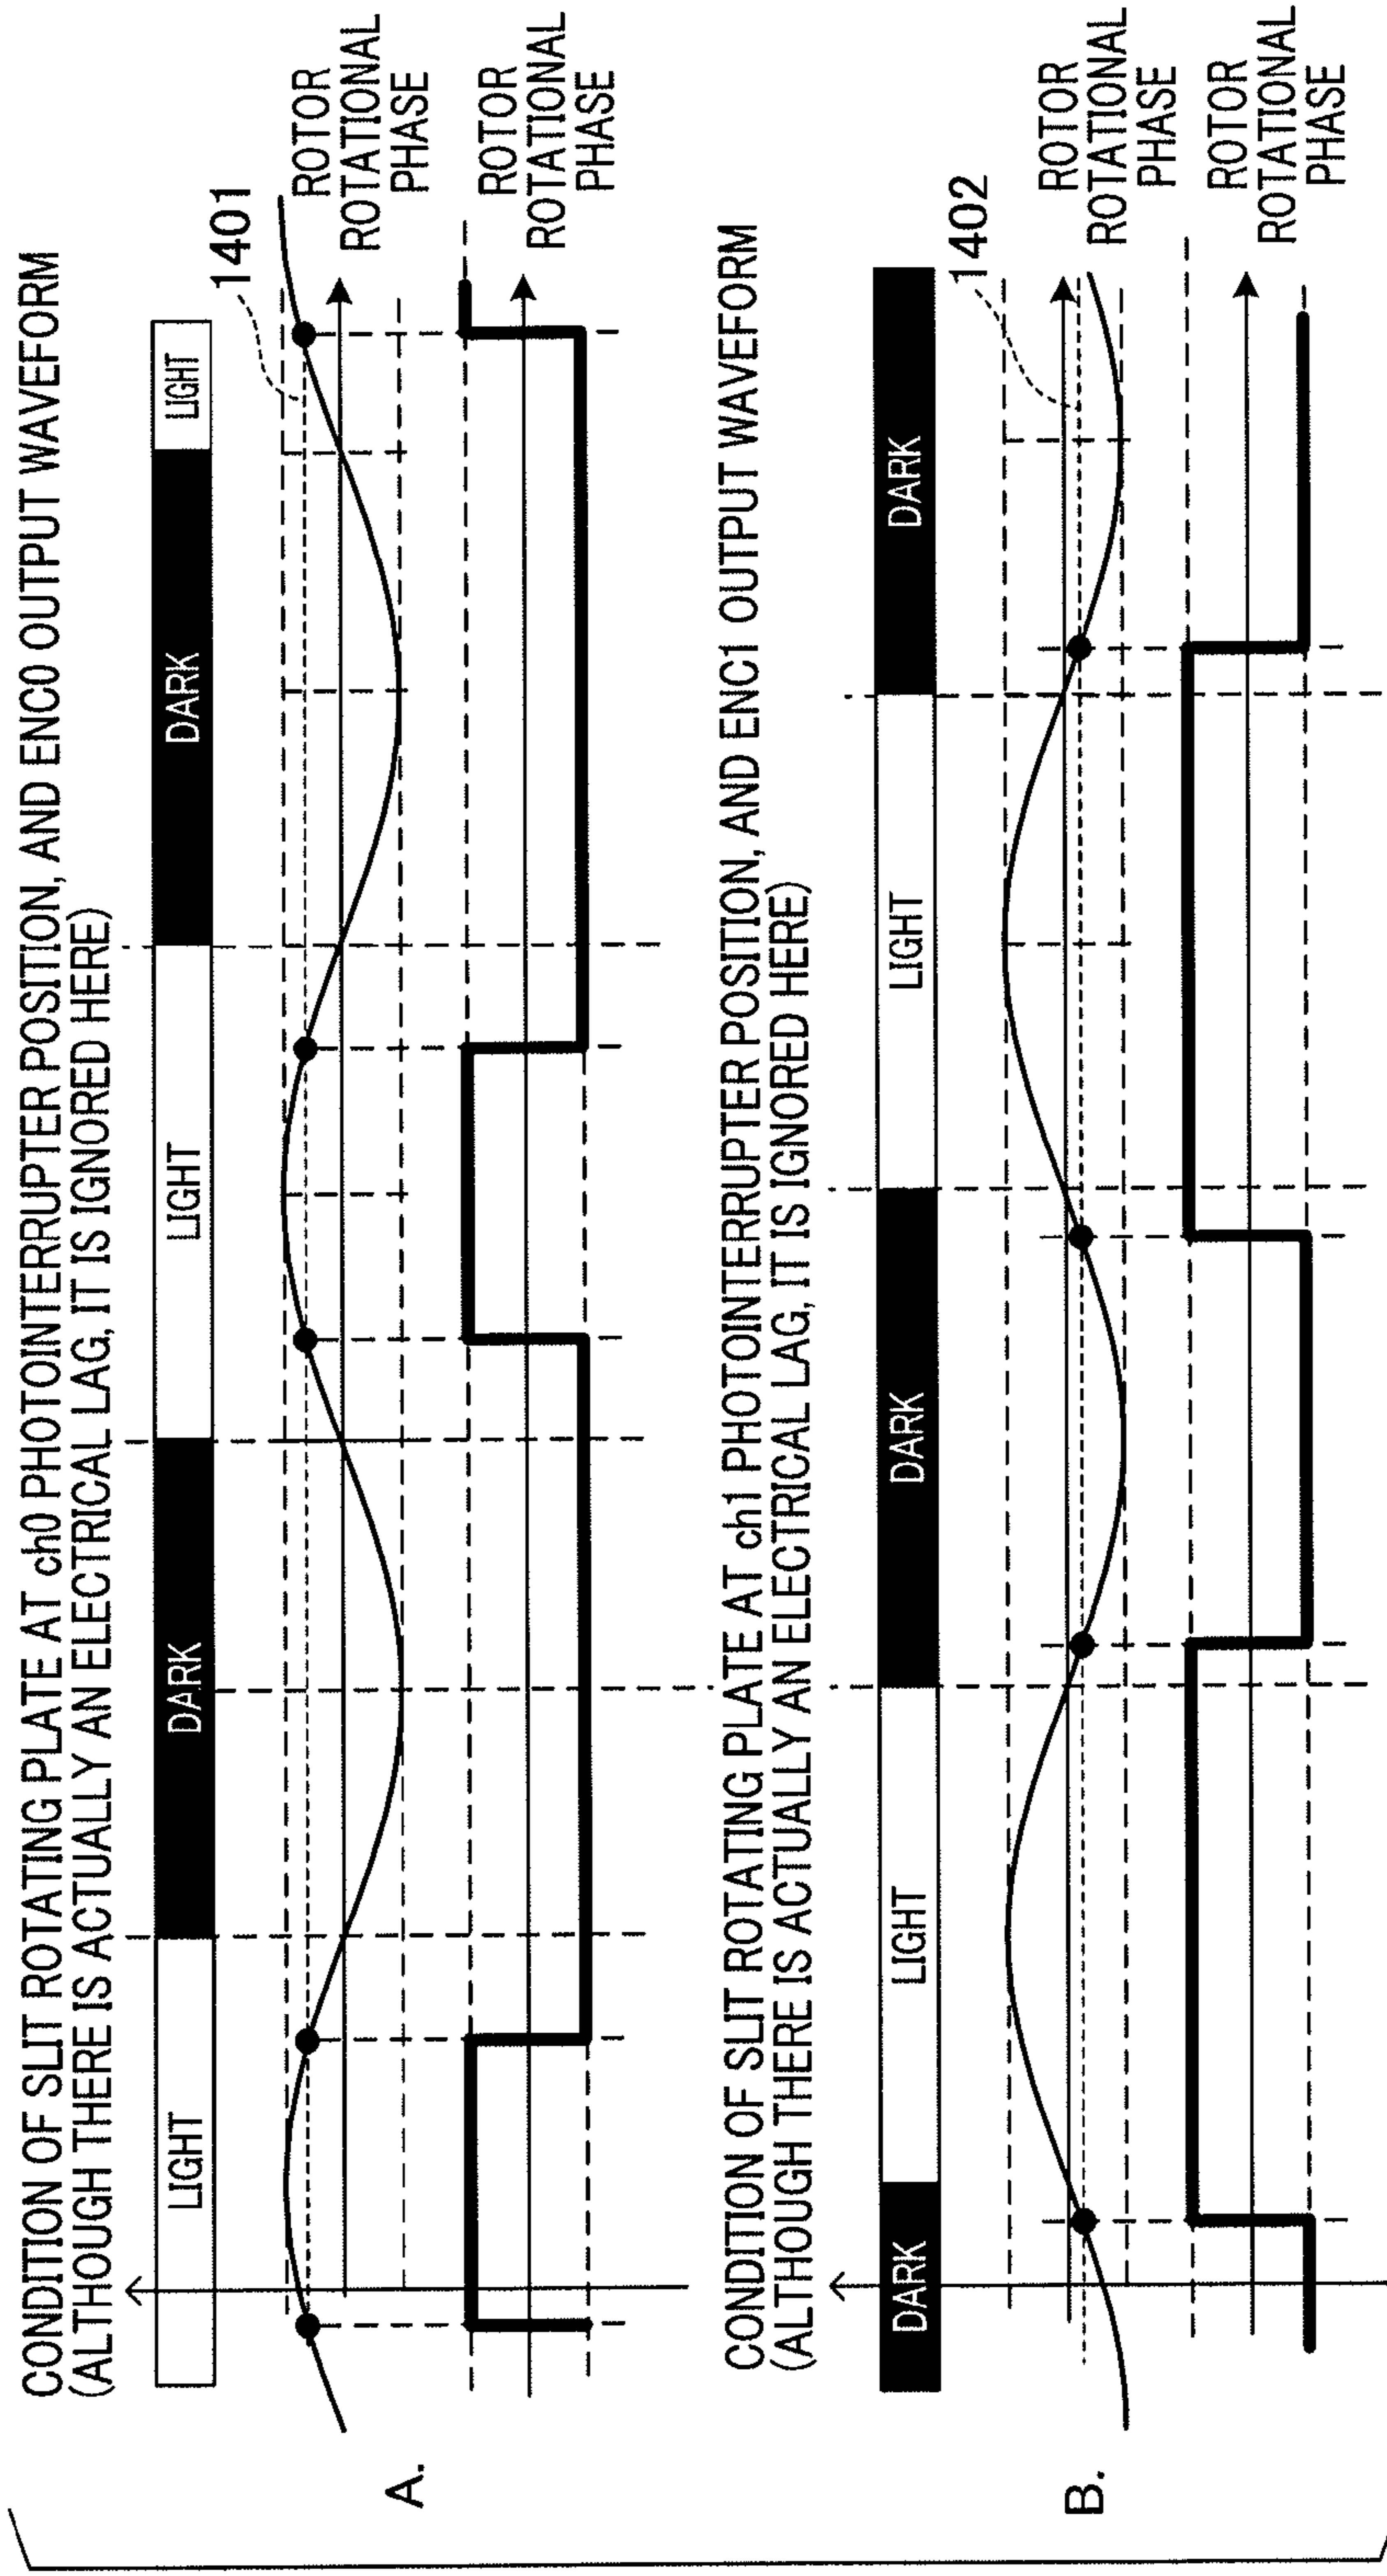 CONDITION OF SLIT ROTATING PLATE AT ch0 PHOTOINTERRUPTER POSITION, AND ENC0 OUTPUT WAVEFORM
(ALTHOUGH THERE IS ACTUALLY AN ELECTRICAL LAG, IT IS IGNORED HERE)
LIGHT
DARK
LIGHT
DARK
LIGHT
1401
ROTOR
ROTATIONAL
PHASE
A.
ROTOR
ROTATIONAL
PHASE
CONDITION OF SLIT ROTATING PLATE AT ch1 PHOTOINTERRUPTER POSITION, AND ENC1 OUTPUT WAVEFORM
(ALTHOUGH THERE IS ACTUALLY AN ELECTRICAL LAG, IT IS IGNORED HERE)
DARK
LIGHT
DARK
LIGHT
DARK
1402
ROTOR
ROTATIONAL
PHASE
B.
ROTOR
ROTATIONAL
PHASE